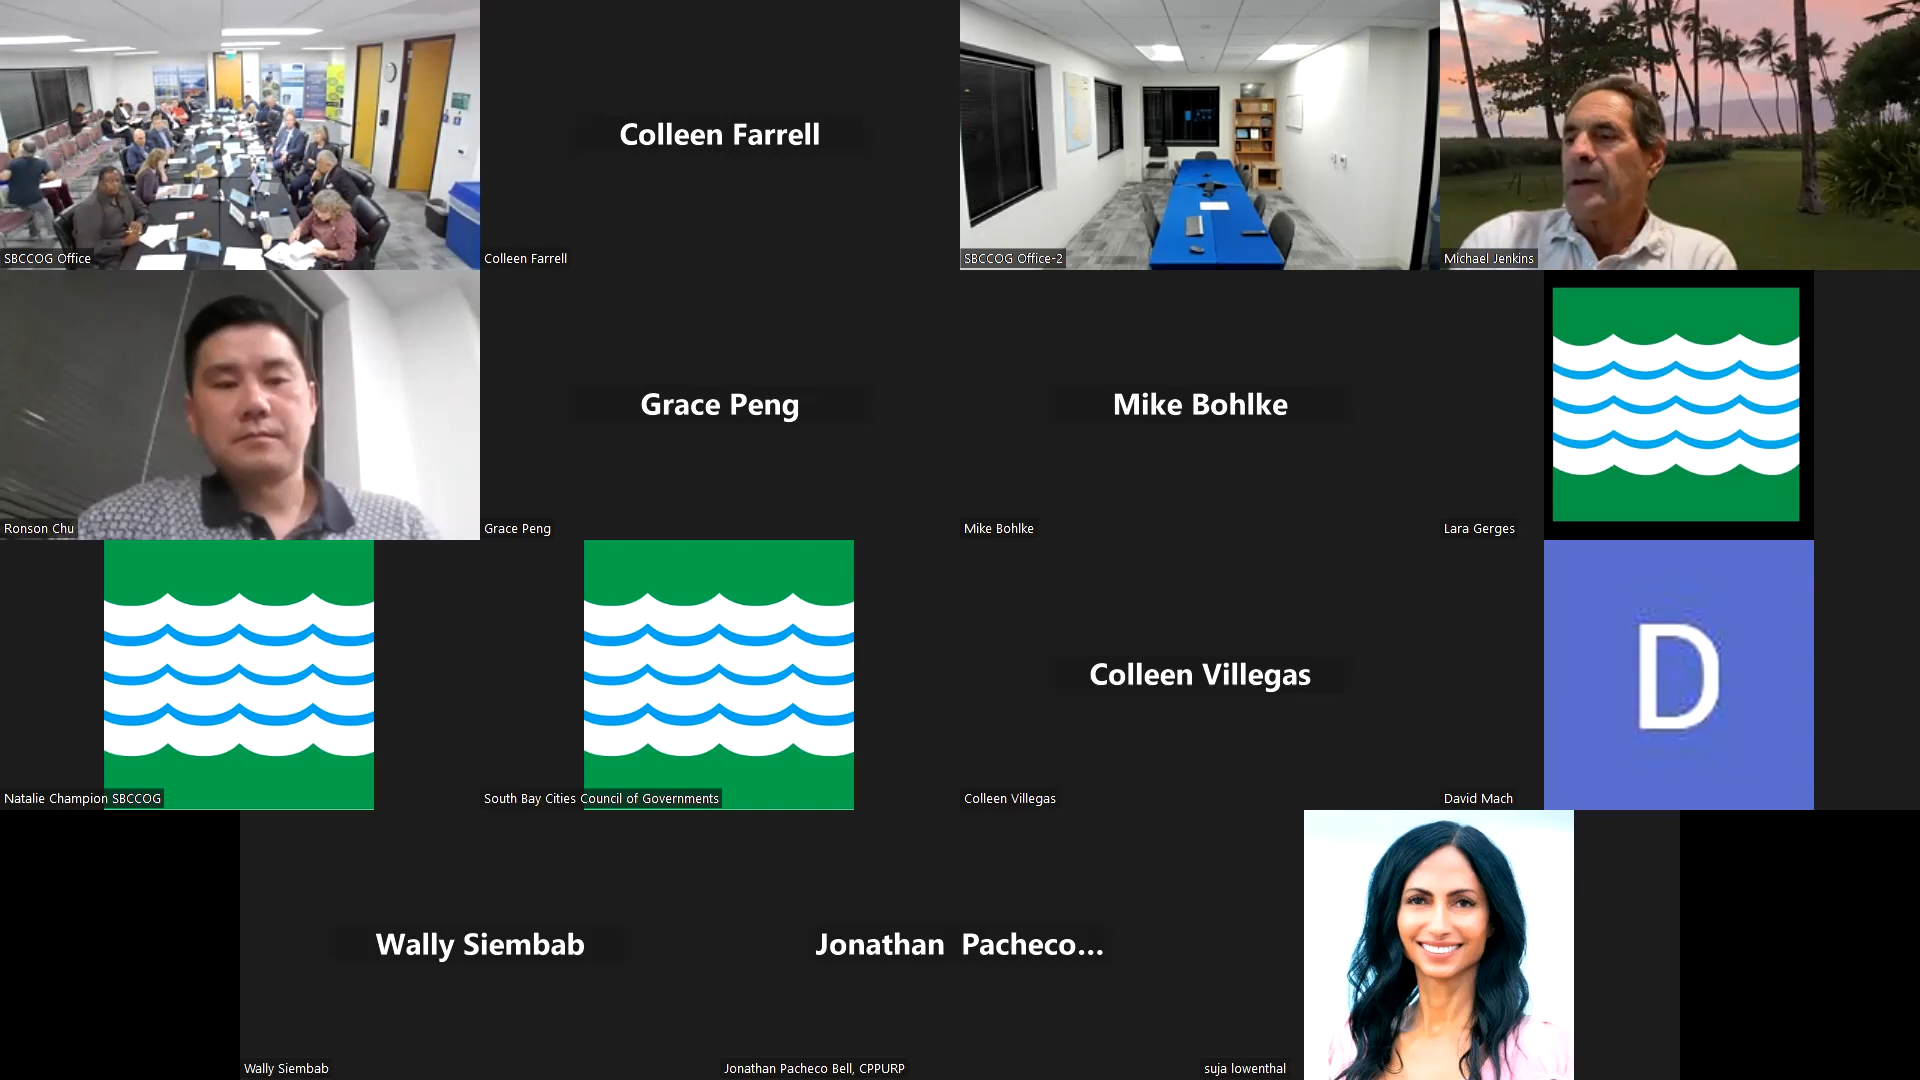 SBCCOG Office
Colleen Farrell
Colleen Farrell
SBCCOG Office-2
Michael Jenkins
Ronson Chu
Grace Peng
Grace Peng
Mike Bohlke
Mike Bohlke
Lara Gerges
Natalie Champion SBCCOG
South Bay Cities Council of Governments
Colleen Villegas
Colleen Villegas
David Mach
D
Wally Siembab
Wally Siembab
Jonathan Pacheco...
Jonathan Pacheco Bell, CPPURP
suja lowenthal